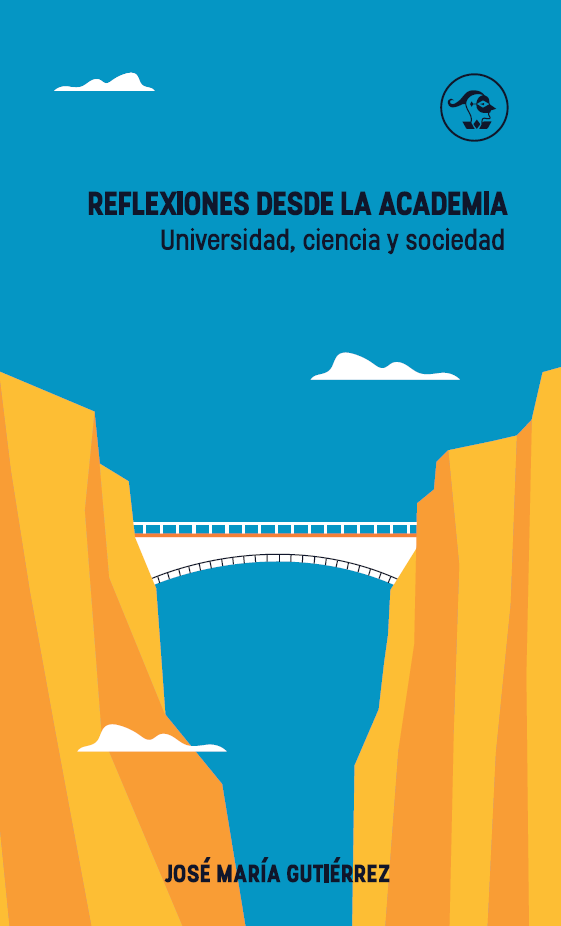 REFLEXIONES DESDE LA ACADEMIA
Universidad, ciencia y sociedad
JOSÉ MARÍA GUTIÉRREZ